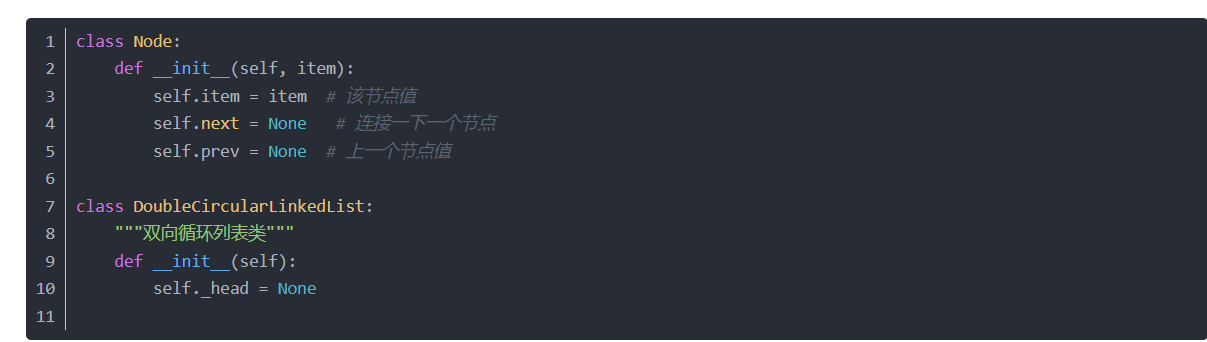 1 class Node:
2     def __init__(self, item):
3         self.item = item  # 该节点值
4         self.next = None   # 连接一下一个节点
5         self.prev = None  # 上一个节点值
6
7 class DoubleCircularLinkedList:
8     """双向循环列表类"""
9     def __init__(self):
10         self._head = None
11